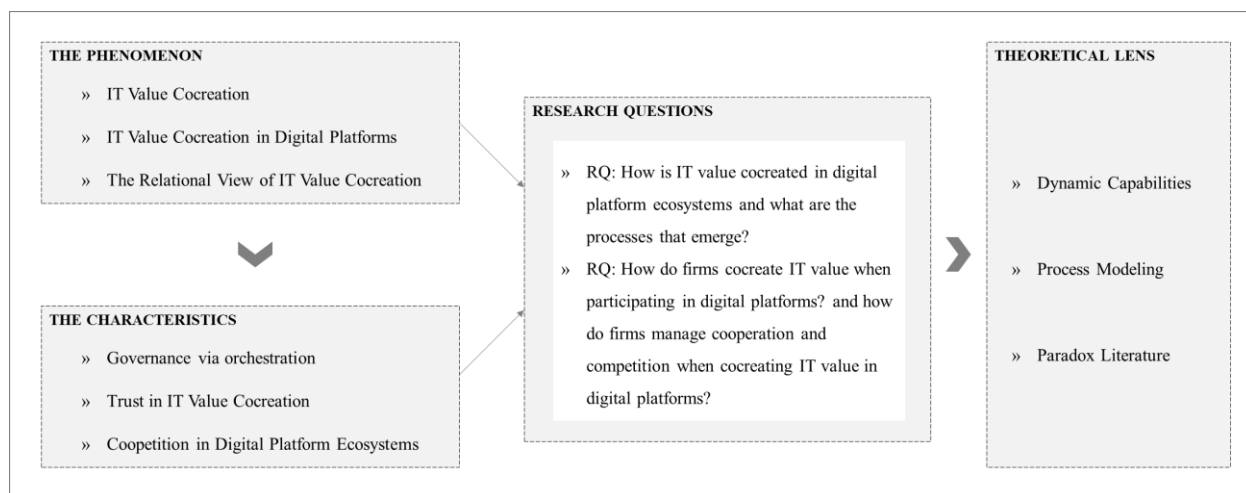 THE PHENOMENON
» IT Value Cocreation
» IT Value Cocreation in Digital Platforms
» The Relational View of IT Value Cocreation
THE CHARACTERISTICS
» Governance via orchestration
» Trust in IT Value Cocreation
» Coopetition in Digital Platform Ecosystems
RESEARCH QUESTIONS
» RQ: How is IT value cocreated in digital
platform ecosystems and what are the
processes that emerge?
» RQ: How do firms cocreate IT value when
participating in digital platforms? and how
do firms manage cooperation and
competition when cocreating IT value in
digital platforms?
THEORETICAL LENS
» Dynamic Capabilities
» Process Modeling
» Paradox Literature